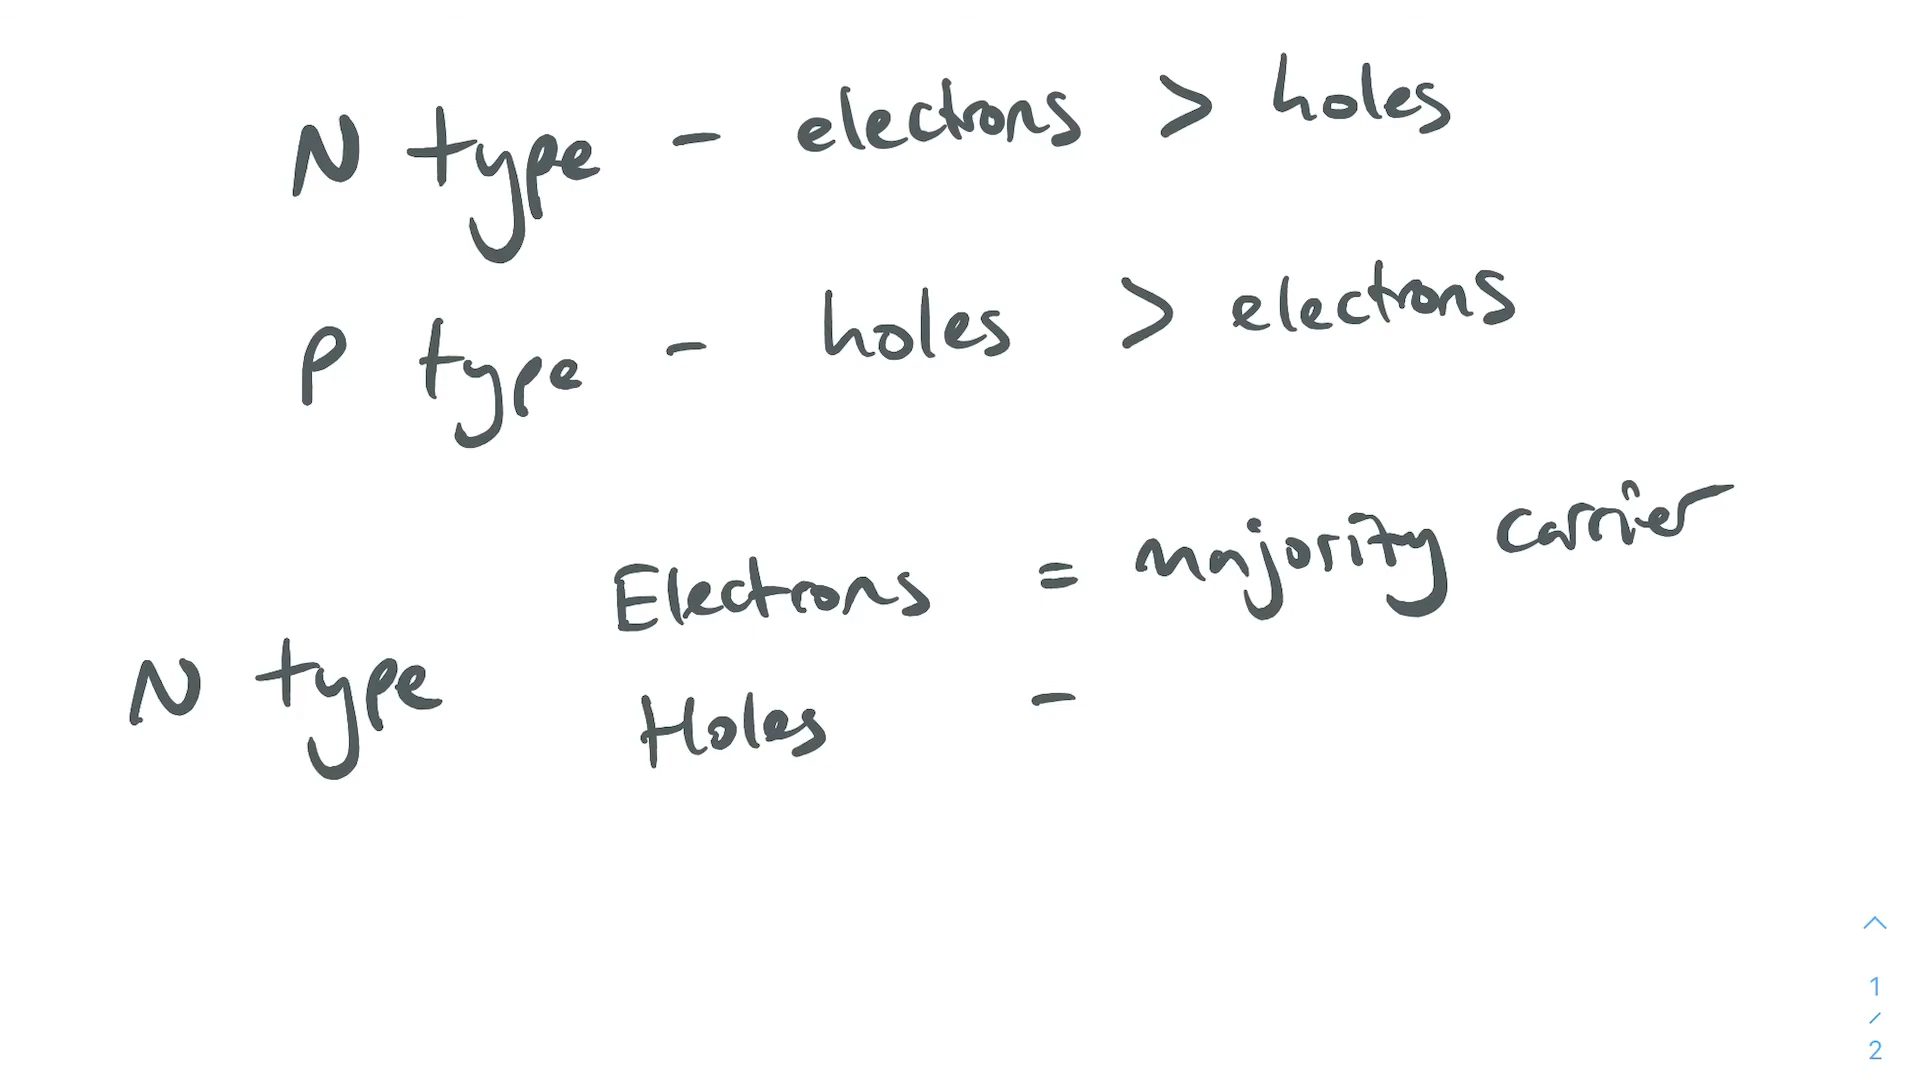 N type - electrons > holes
P type - holes > electrons
Electrons = majority carrier
N type
Holes -
1
/
2